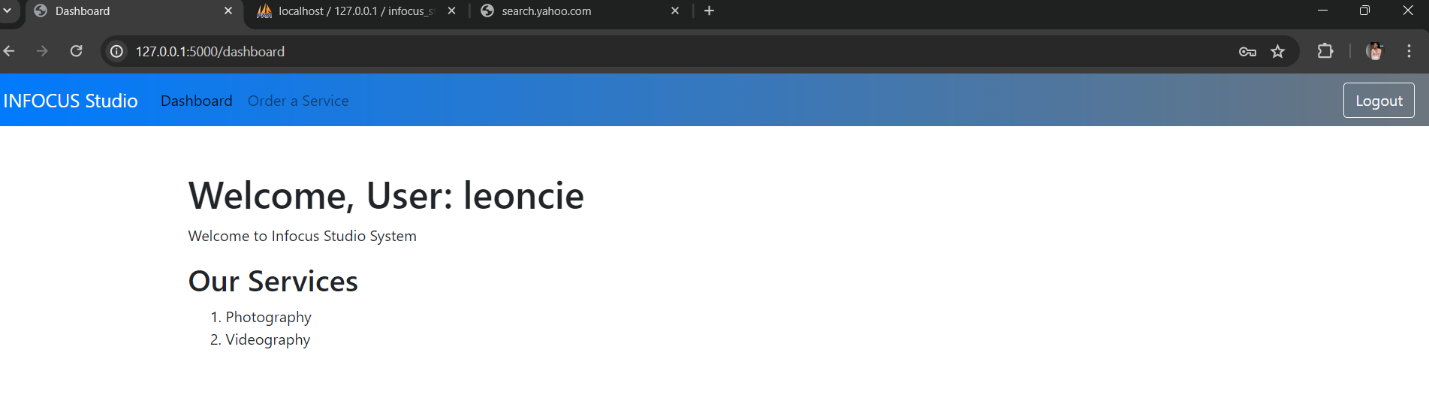 Dashboard
localhost / 127.0.0.1 / infocus_s
search.yahoo.com
127.0.0.1:5000/dashboard
INFOCUS Studio
Dashboard
Order a Service
Logout
Welcome, User: leoncie
Welcome to Infocus Studio System
Our Services
1. Photography
2. Videography